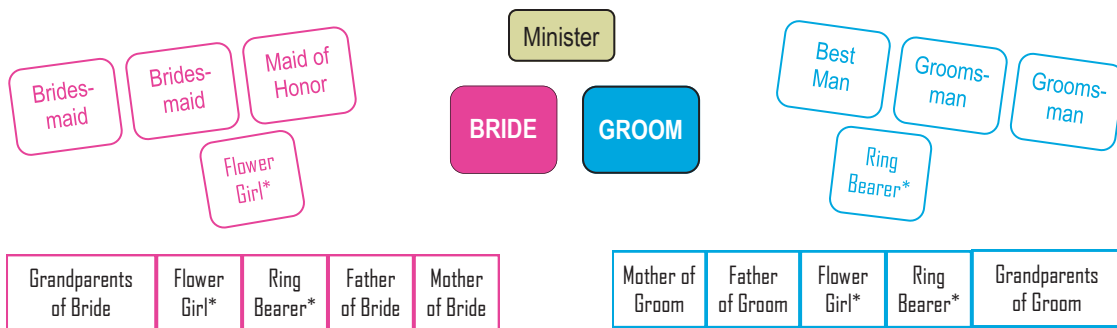 Minister
Brides-
maid
Brides-
maid
Maid of
Honor
BRIDE
GROOM
Best
Man
Grooms-
man
Grooms-
man
Flower
Girl*
Ring
Bearer*
Grandparents
of Bride
Flower
Girl*
Ring
Bearer*
Father
of Bride
Mother
of Bride
Mother of
Groom
Father
of Groom
Flower
Girl*
Ring
Bearer*
Grandparents
of Groom